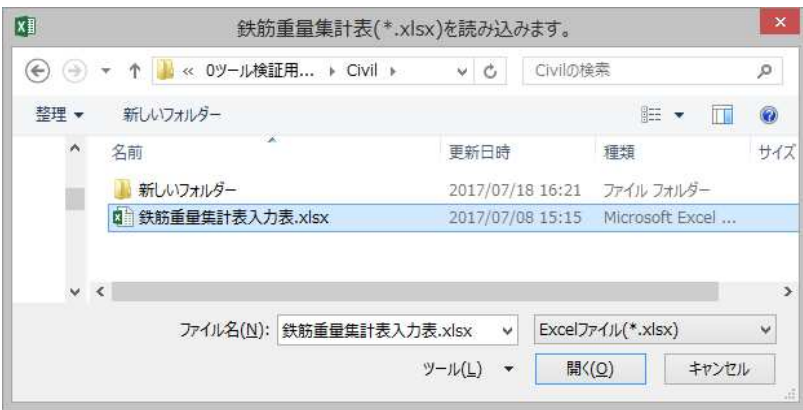 鉄筋重量集計表(*.xlsx)を読み込みます。
« 0ツール検証用... ▸ Civil ▸ Civilの検索
整理 ▼ 新しいフォルダー
名前 更新日時 種類 サイズ
新しいフォルダー 2017/07/18 16:21 ファイル フォルダー
鉄筋重量集計表入力表.xlsx 2017/07/08 15:15 Microsoft Excel ...
ファイル名(N): 鉄筋重量集計表入力表.xlsx Excelファイル(*.xlsx)
ツール(L) ▼ 開く(O) キャンセル